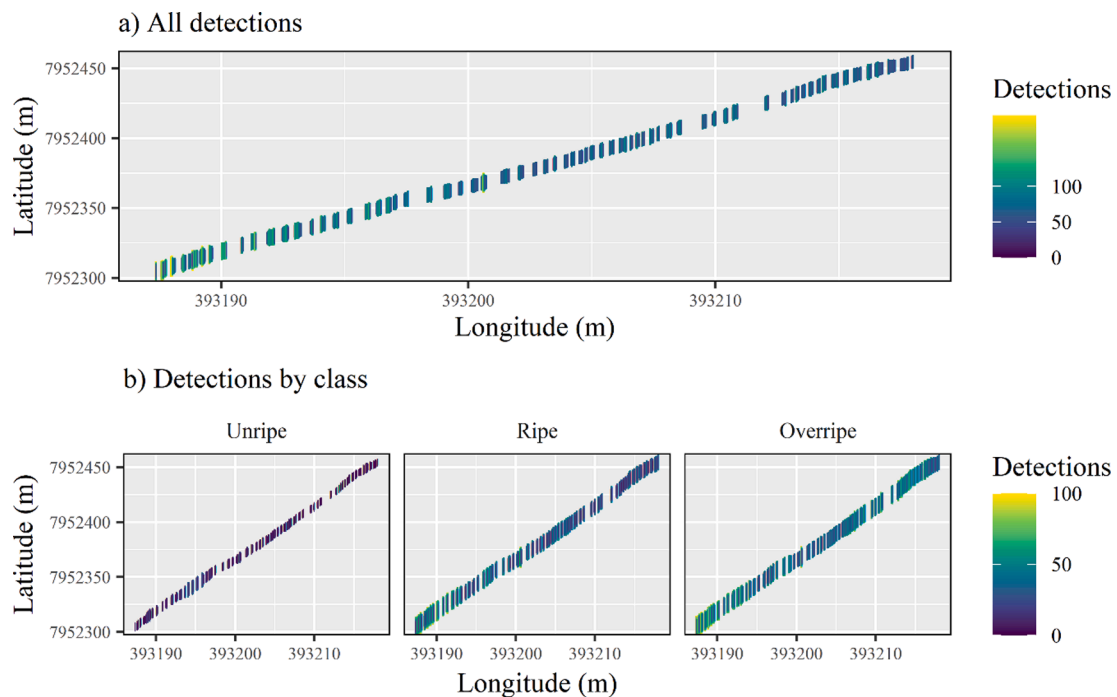 a) All detections
7952450
7952400
7952350
7952300
Latitude (m)
393190 393200 393210
Longitude (m)
Detections
100
50
0
b) Detections by class
Unripe Ripe Overripe
7952450
7952400
7952350
7952300
Latitude (m)
393190 393200 393210 393190 393200 393210 393190 393200 393210
Longitude (m)
Detections
100
50
0